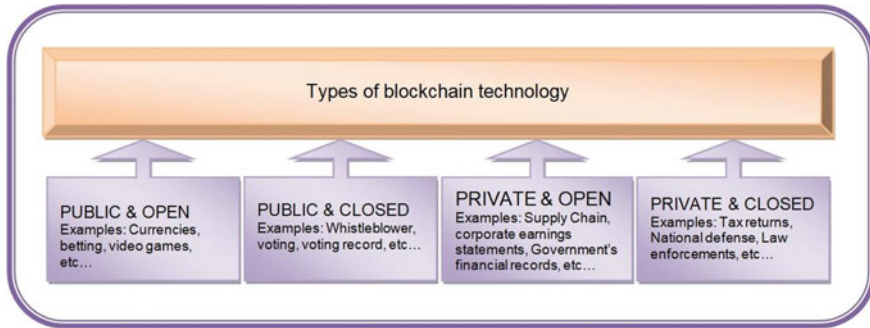 Types of blockchain technology
PUBLIC & OPEN
Examples: Currencies,
betting, video games,
etc…
PUBLIC & CLOSED
Examples: Whistleblower,
voting, voting record, etc…
PRIVATE & OPEN
Examples: Supply Chain,
corporate earnings
statements, Government's
financial records, etc…
PRIVATE & CLOSED
Examples: Tax returns,
National defense, Law
enforcements, etc…